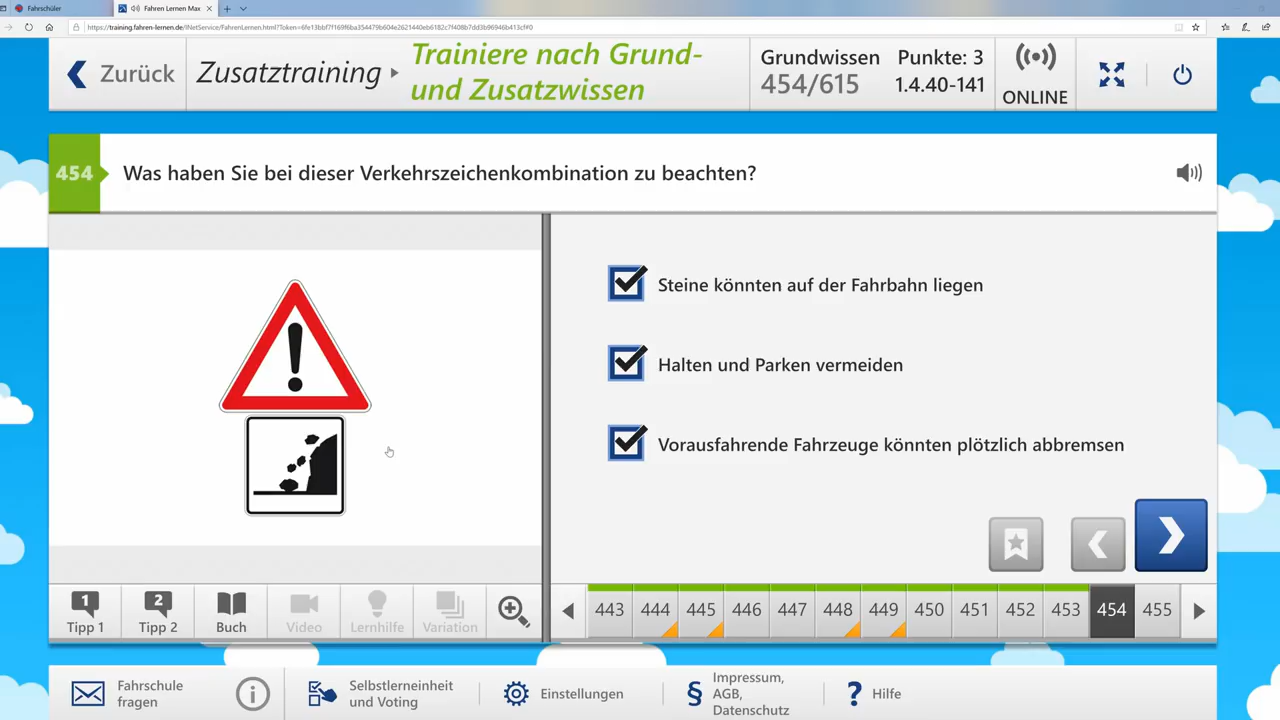 Fahrschüler
Fahren Lernen Max
Zurück
Zusatztraining
Trainiere nach Grund-
und Zusatzwissen
Grundwissen
454/615
Punkte: 3
1.4.40-141
ONLINE
454
Was haben Sie bei dieser Verkehrszeichenkombination zu beachten?
Steine könnten auf der Fahrbahn liegen
Halten und Parken vermeiden
Vorausfahrende Fahrzeuge könnten plötzlich abbremsen
1
Tipp 1
2
Tipp 2
Buch
Video
Lernhilfe
Variation
443 444 445 446 447 448 449 450 451 452 453 454 455
Fahrschule
fragen
Selbstlerneinheit
und Voting
Einstellungen
§
Impressum,
AGB,
Datenschutz
?
Hilfe